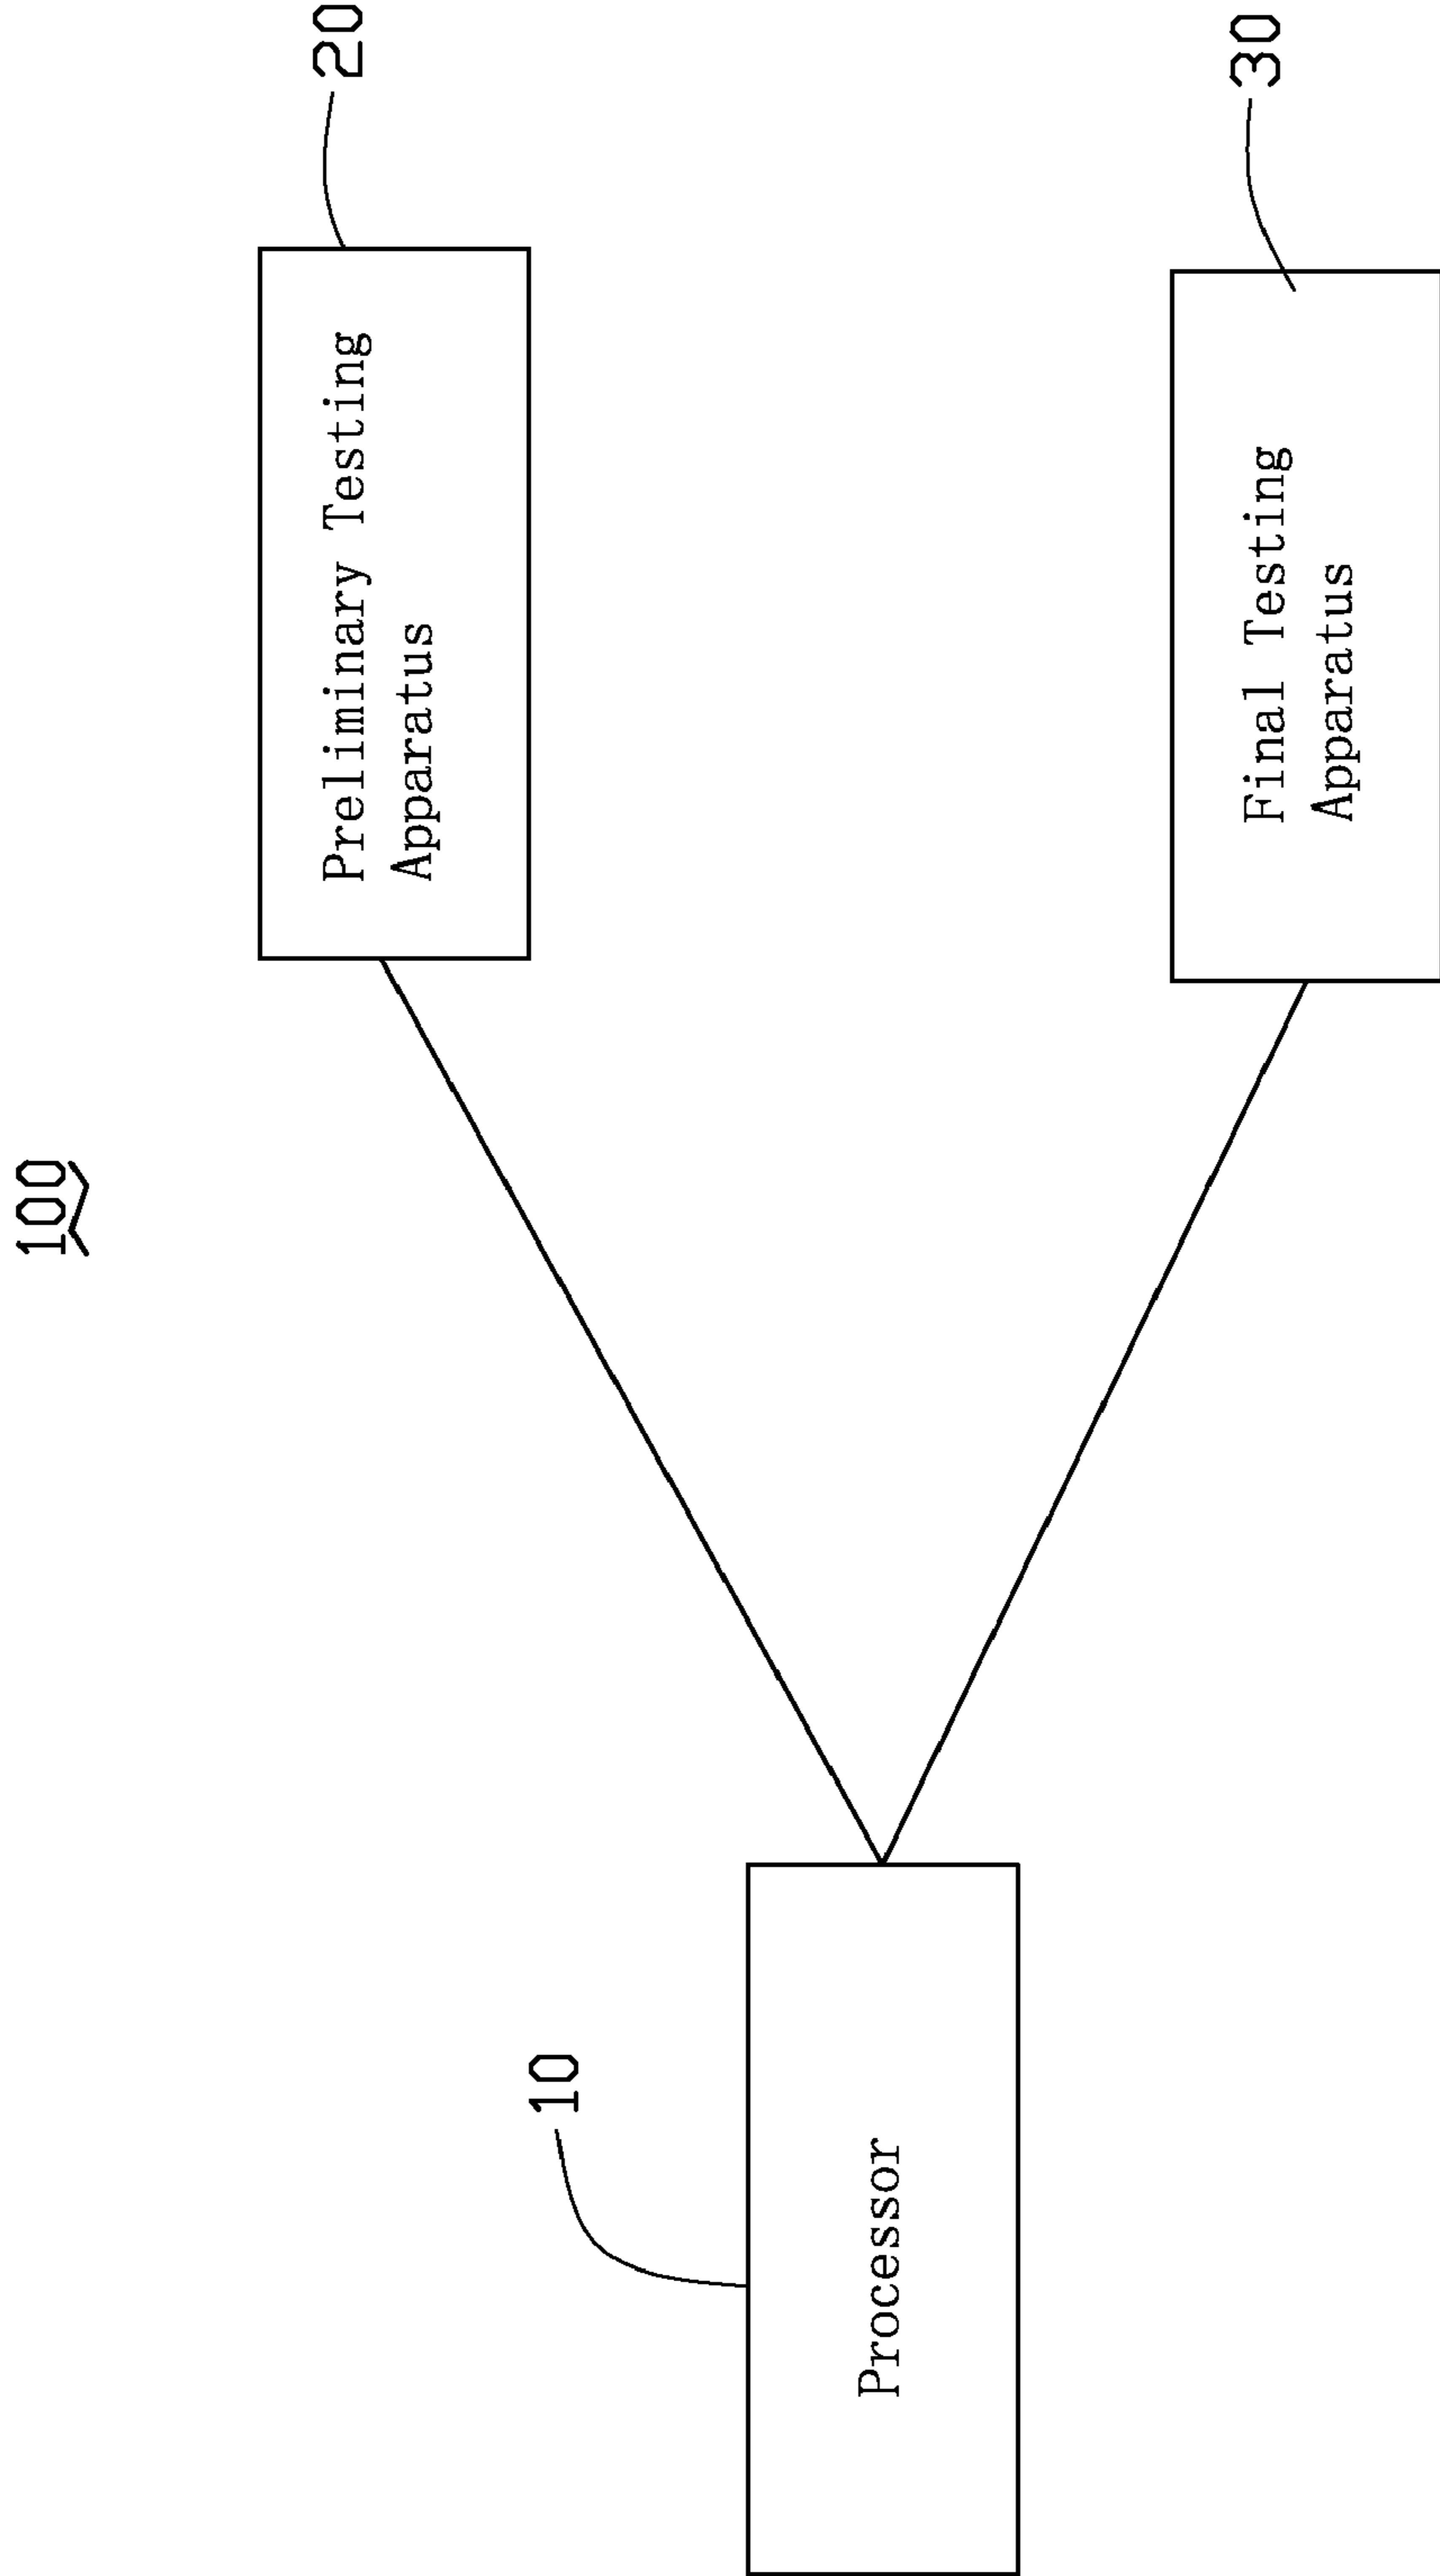 100
20
Preliminary Testing
Apparatus
10
Processor
30
Final Testing
Apparatus